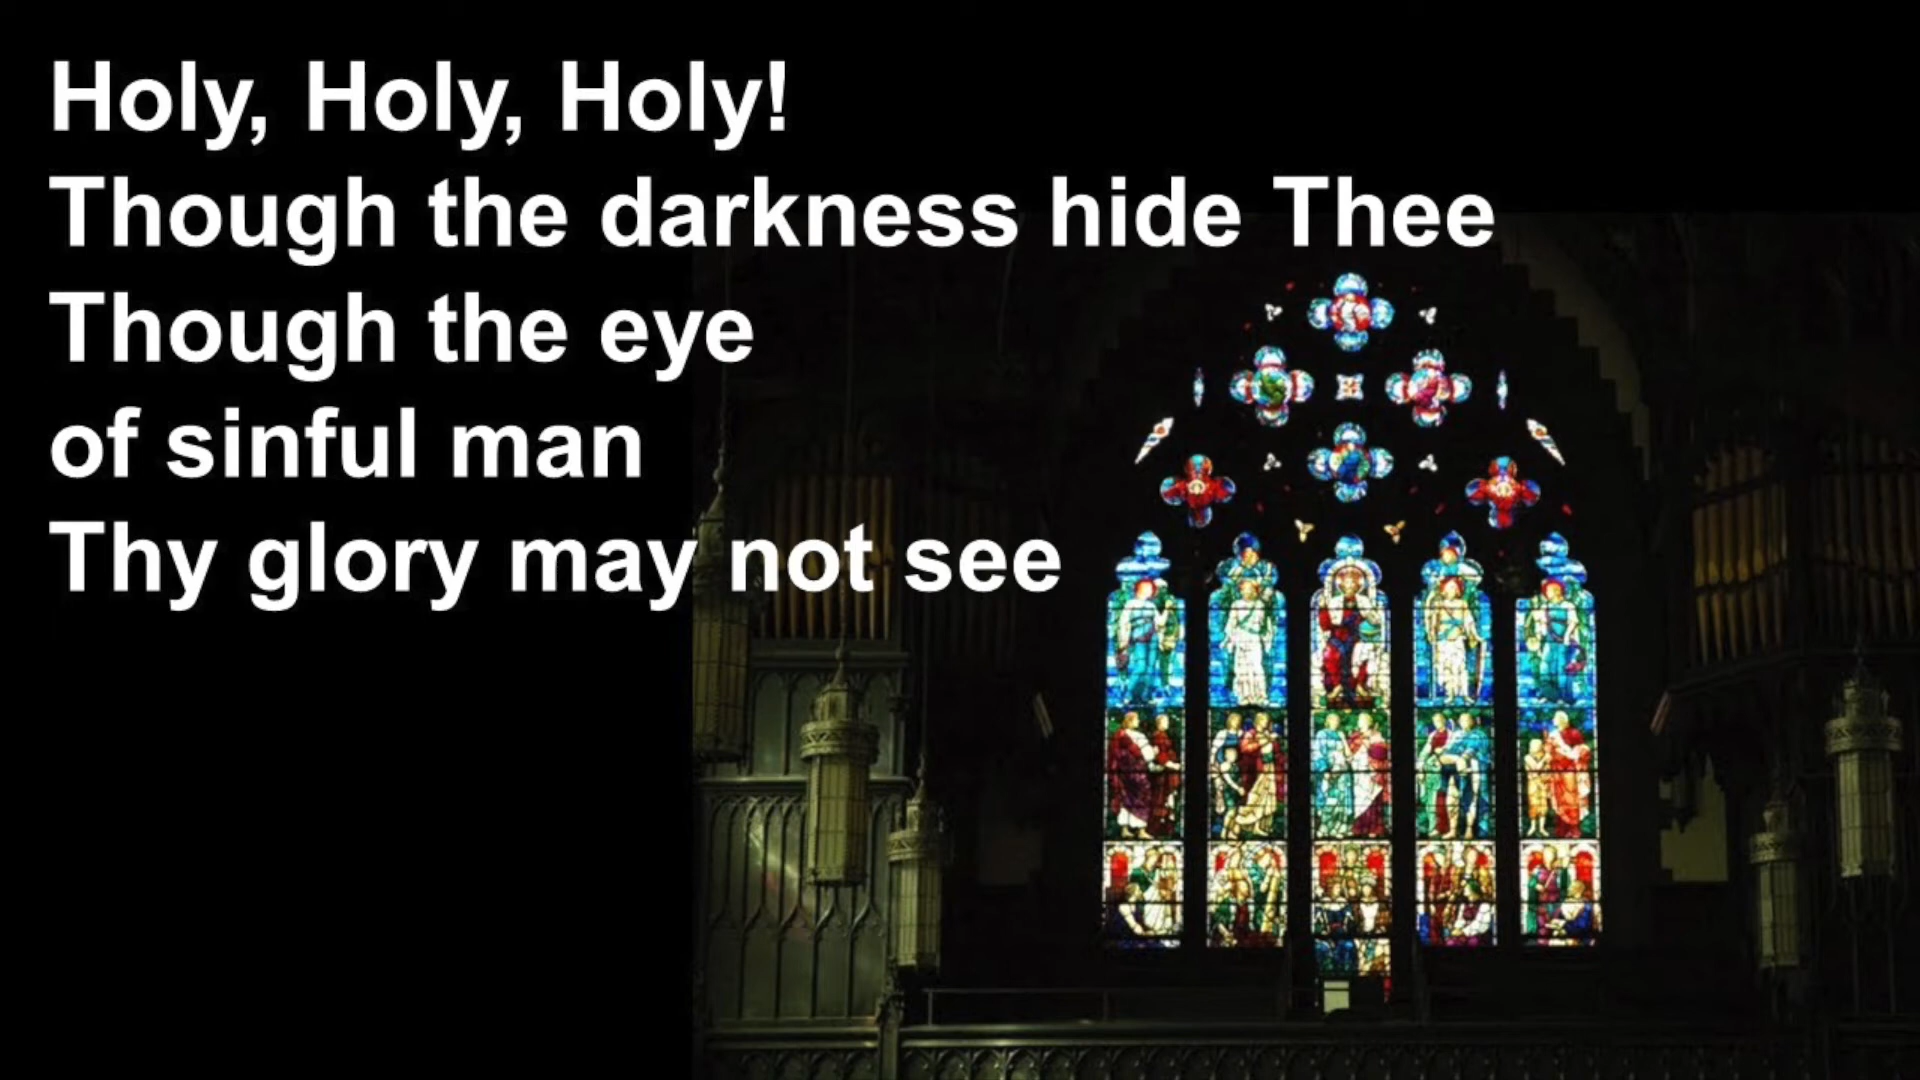 Holy, Holy, Holy!
Though the darkness hide Thee
Though the eye
of sinful man
Thy glory may not see